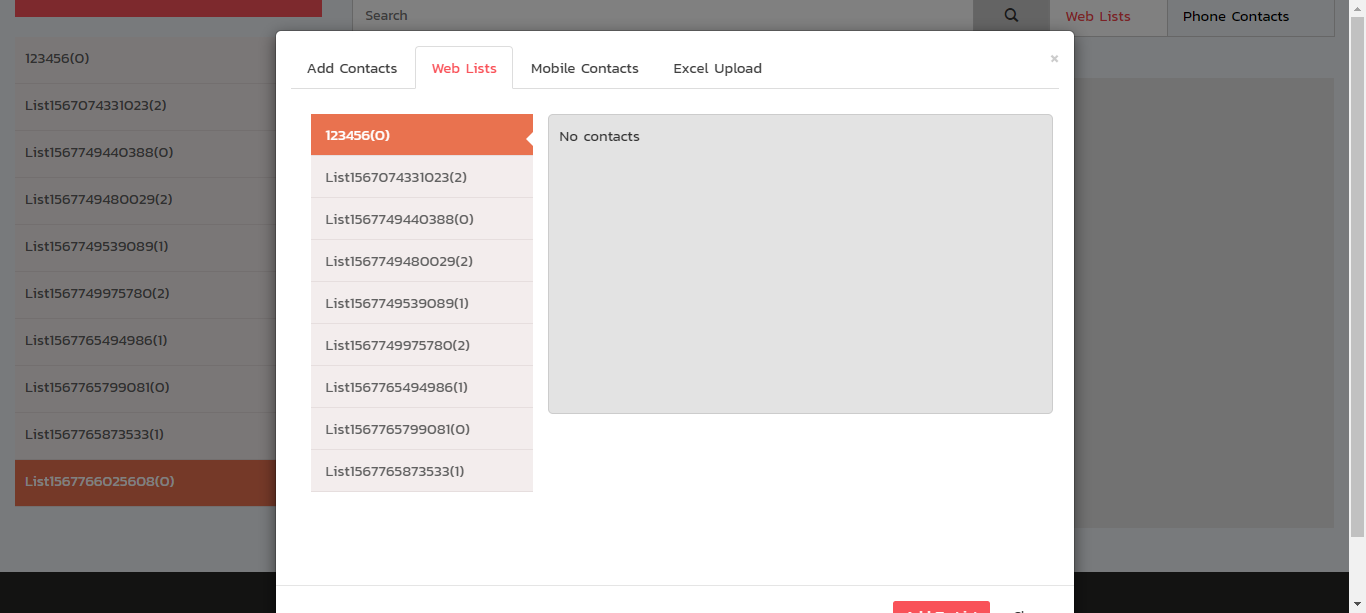 Search
Web Lists
Phone Contacts
123456(0)
List1567074331023(2)
List1567749440388(0)
List1567749480029(2)
List1567749539089(1)
List1567749975780(2)
List1567765494986(1)
List1567765799081(0)
List1567765873533(1)
List1567766025608(0)
Add Contacts
Web Lists
Mobile Contacts
Excel Upload
×
123456(0)
List1567074331023(2)
List1567749440388(0)
List1567749480029(2)
List1567749539089(1)
List1567749975780(2)
List1567765494986(1)
List1567765799081(0)
List1567765873533(1)
No contacts